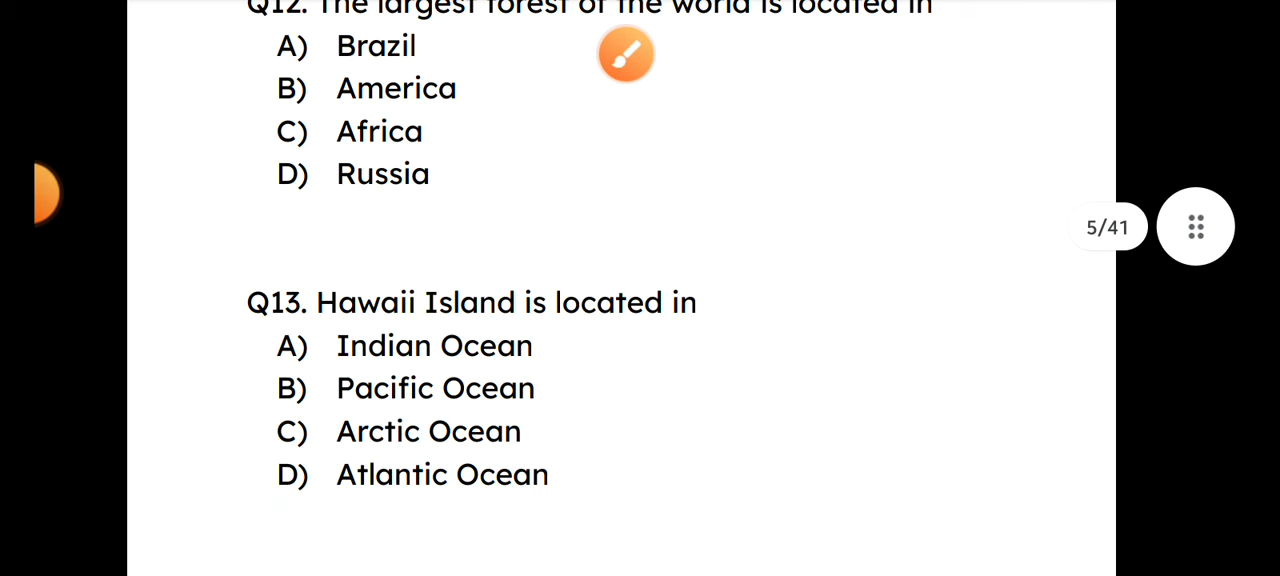 Q12. The largest forest of the world is located in
A) Brazil
B) America
C) Africa
D) Russia
5/41
Q13. Hawaii Island is located in
A) Indian Ocean
B) Pacific Ocean
C) Arctic Ocean
D) Atlantic Ocean